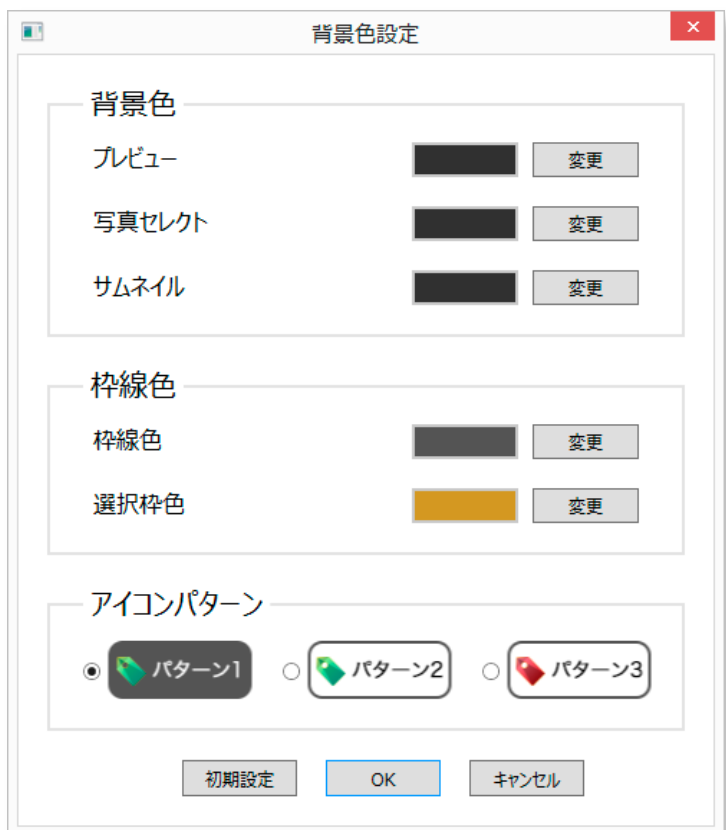 背景色設定
背景色
プレビュー
変更
写真セレクト
変更
サムネイル
変更
枠線色
枠線色
変更
選択枠色
変更
アイコンパターン
パターン1
パターン2
パターン3
初期設定
OK
キャンセル